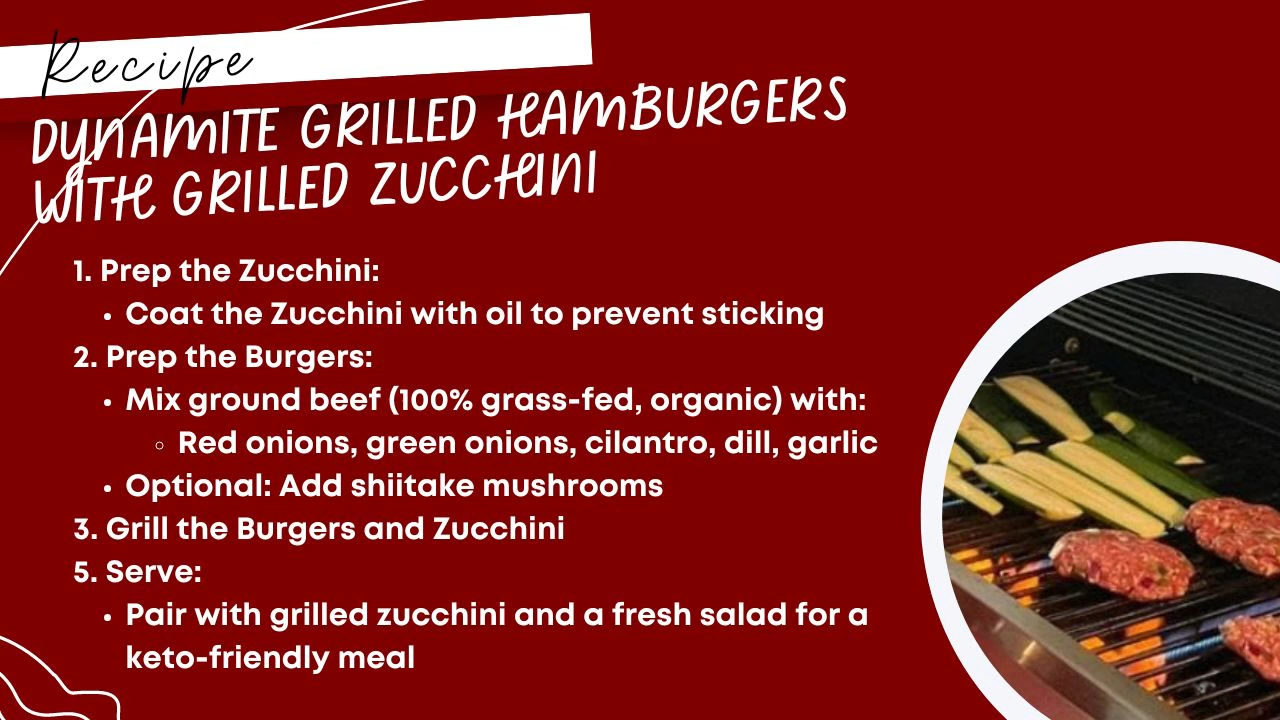 Recipe
DYNAMITE GRILLED HAMBURGERS
WITH GRILLED ZUCCHINI
1. Prep the Zucchini:
• Coat the Zucchini with oil to prevent sticking
2. Prep the Burgers:
• Mix ground beef (100% grass-fed, organic) with:
◦ Red onions, green onions, cilantro, dill, garlic
• Optional: Add shiitake mushrooms
3. Grill the Burgers and Zucchini
5. Serve:
• Pair with grilled zucchini and a fresh salad for a
keto-friendly meal